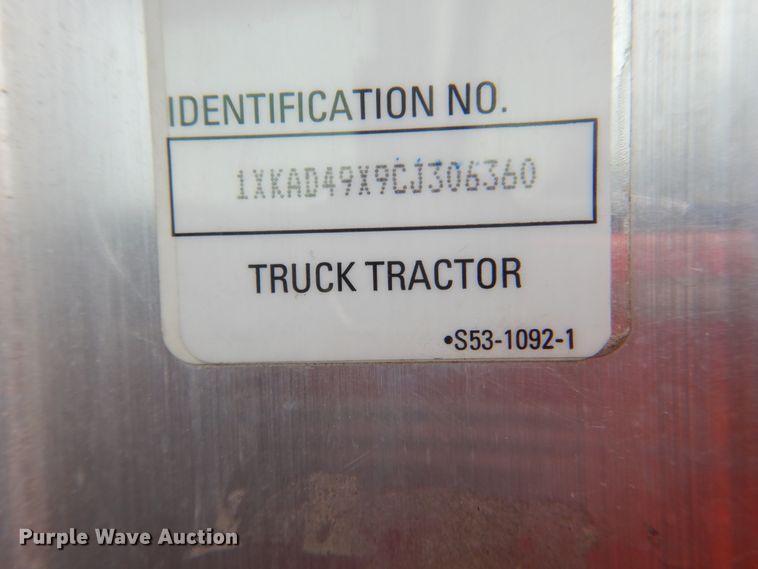 IDENTIFICATION NO.
1XKAD49X9CJ306360
TRUCK TRACTOR
•S53-1092-1
Purple Wave Auction